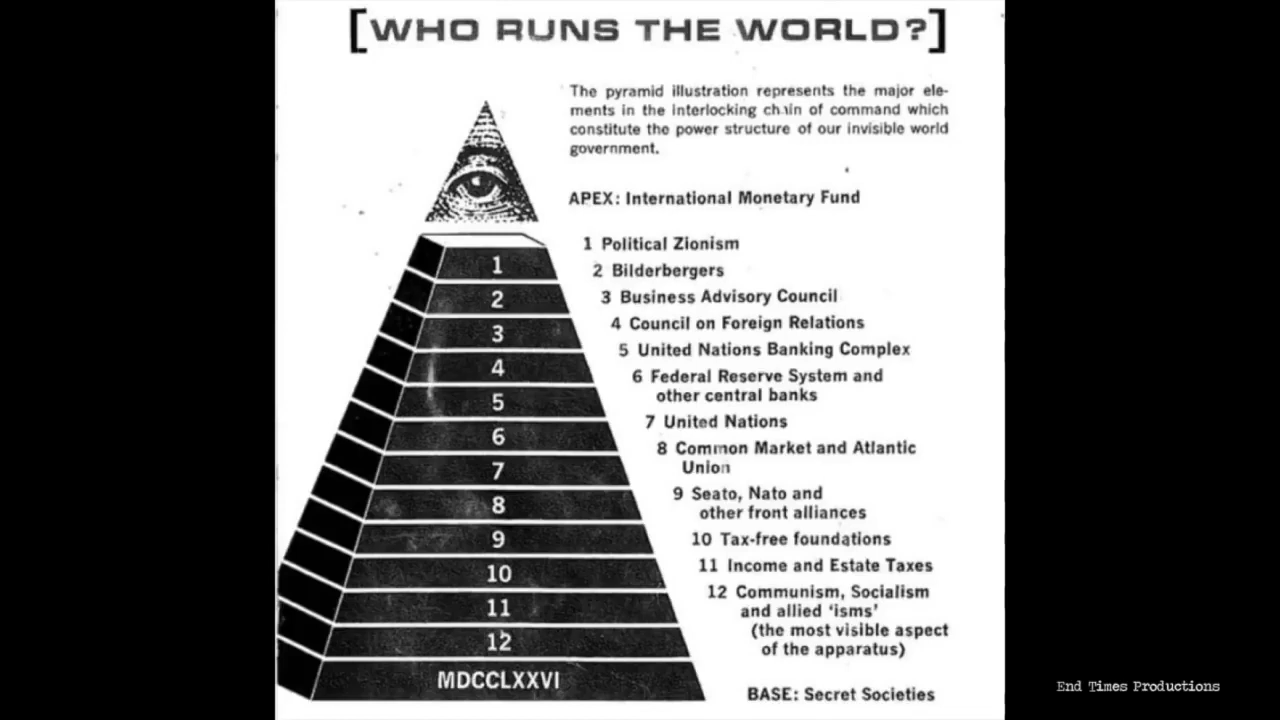 [WHO RUNS THE WORLD?]
The pyramid illustration represents the major ele-
ments in the interlocking chain of command which
constitute the power structure of our invisible world
government.
APEX: International Monetary Fund
1 Political Zionism
2 Bilderbergers
3 Business Advisory Council
4 Council on Foreign Relations
5 United Nations Banking Complex
6 Federal Reserve System and
other central banks
7 United Nations
8 Common Market and Atlantic
Union
9 Seato, Nato and
other front alliances
10 Tax-free foundations
11 Income and Estate Taxes
12 Communism, Socialism
and allied ‘isms’
(the most visible aspect
of the apparatus)
BASE: Secret Societies
1
2
3
4
5
6
7
8
9
10
11
12
MDCCLXXVI
End Times Productions